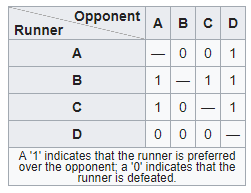 Opponent A B C D
Runner
A — 0 0 1
B 1 — 1 1
C 1 0 — 1
D 0 0 0 —
A '1' indicates that the runner is preferred
over the opponent; a '0' indicates that the
runner is defeated.